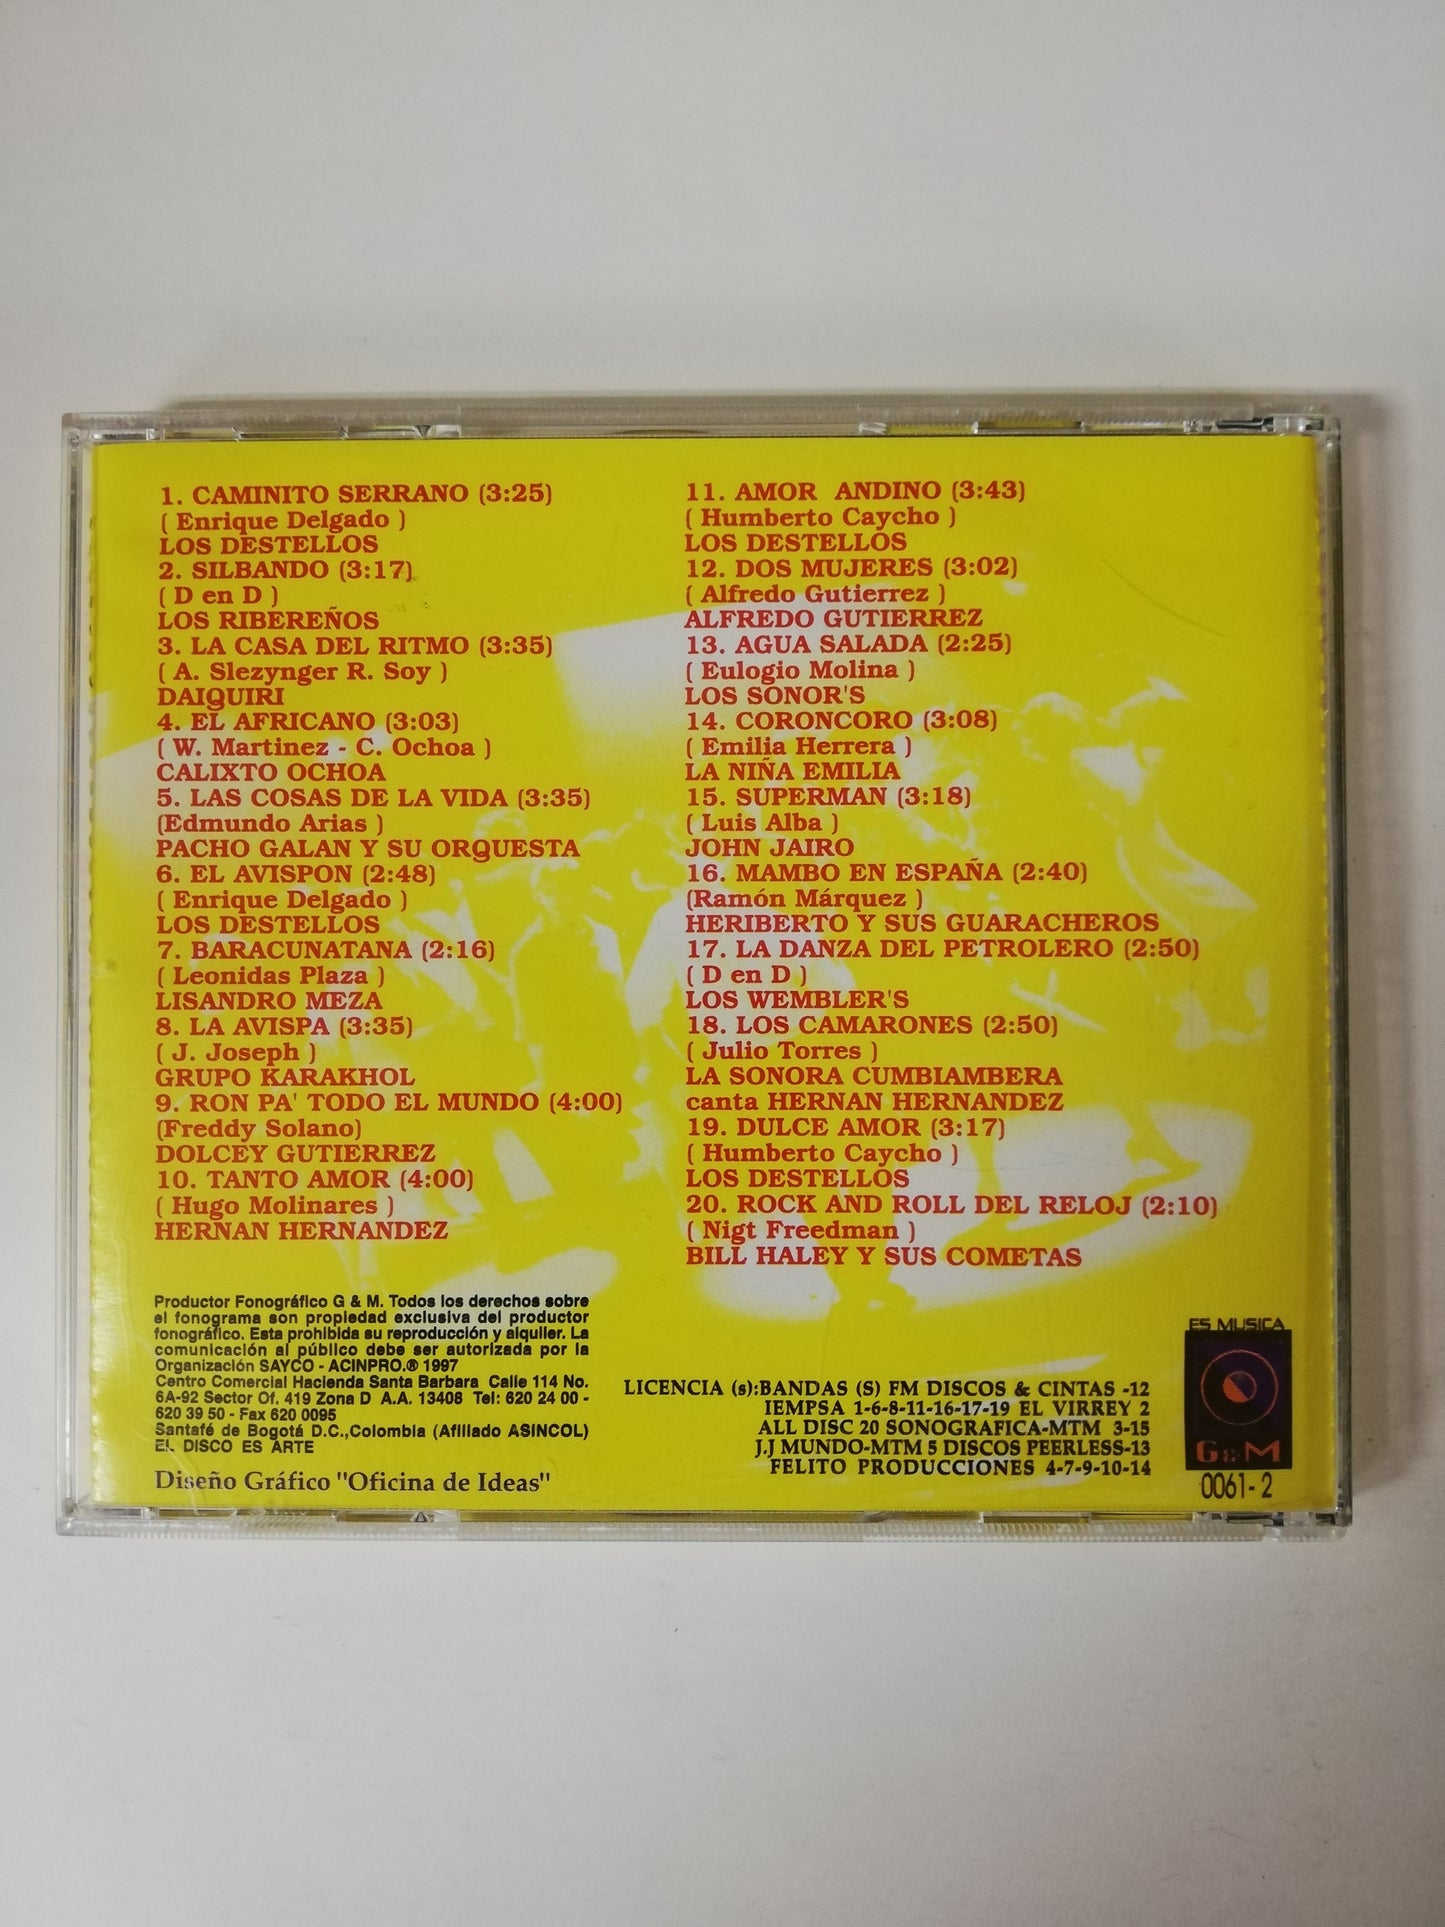 1. CAMINITO SERRANO (3:25)
( Enrique Delgado )
LOS DESTELLOS
2. SILBANDO (3:17)
( D en D )
LOS RIBEREÑOS
3. LA CASA DEL RITMO (3:35)
( A. Slezynger R. Soy )
DAIQUIRI
4. EL AFRICANO (3:03)
( W. Martinez - C. Ochoa )
CALIXTO OCHOA
5. LAS COSAS DE LA VIDA (3:35)
(Edmundo Arias )
PACHO GALAN Y SU ORQUESTA
6. EL AVISPON (2:48)
( Enrique Delgado )
LOS DESTELLOS
7. BARACUNATANA (2:16)
( Leonidas Plaza )
LISANDRO MEZA
8. LA AVISPA (3:35)
( J. Joseph )
GRUPO KARAKHOL
9. RON PA' TODO EL MUNDO (4:00)
(Freddy Solano)
DOLCEY GUTIERREZ
10. TANTO AMOR (4:00)
( Hugo Molinares )
HERNAN HERNANDEZ
11. AMOR ANDINO (3:43)
( Humberto Caycho )
LOS DESTELLOS
12. DOS MUJERES (3:02)
( Alfredo Gutierrez )
ALFREDO GUTIERREZ
13. AGUA SALADA (2:25)
( Eulogio Molina )
LOS SONOR'S
14. CORONCORO (3:08)
( Emilia Herrera )
LA NIÑA EMILIA
15. SUPERMAN (3:18)
( Luis Alba )
JOHN JAIRO
16. MAMBO EN ESPAÑA (2:40)
(Ramón Márquez )
HERIBERTO Y SUS GUARACHEROS
17. LA DANZA DEL PETROLERO (2:50)
( D en D )
LOS WEMBLER'S
18. LOS CAMARONES (2:50)
( Julio Torres )
LA SONORA CUMBIAMBERA
canta HERNAN HERNANDEZ
19. DULCE AMOR (3:17)
( Humberto Caycho )
LOS DESTELLOS
20. ROCK AND ROLL DEL RELOJ (2:10)
( Nigt Freedman )
BILL HALEY Y SUS COMETAS
Productor Fonográfico G & M. Todos los derechos sobre
el fonograma son propiedad exclusiva del productor
fonográfico. Esta prohibida su reproducción y alquiler. La
comunicación al público debe ser autorizada por la
Organización SAYCO - ACINPRO.® 1997
Centro Comercial Hacienda Santa Barbara Calle 114 No.
6A-92 Sector Of. 419 Zona D A.A. 13408 Tel: 620 24 00 -
620 39 50 - Fax 620 0095
Santafé de Bogotá D.C.,Colombia (Afiliado ASINCOL)
EL DISCO ES ARTE
Diseño Gráfico "Oficina de Ideas"
LICENCIA (s):BANDAS (S) FM DISCOS & CINTAS -12
IEMPSA 1-6-8-11-16-17-19 EL VIRREY 2
ALL DISC 20 SONOGRAFICA-MTM 3-15
J.J MUNDO-MTM 5 DISCOS PEERLESS-13
FELITO PRODUCCIONES 4-7-9-10-14
ES MUSICA
G & M
0061-2